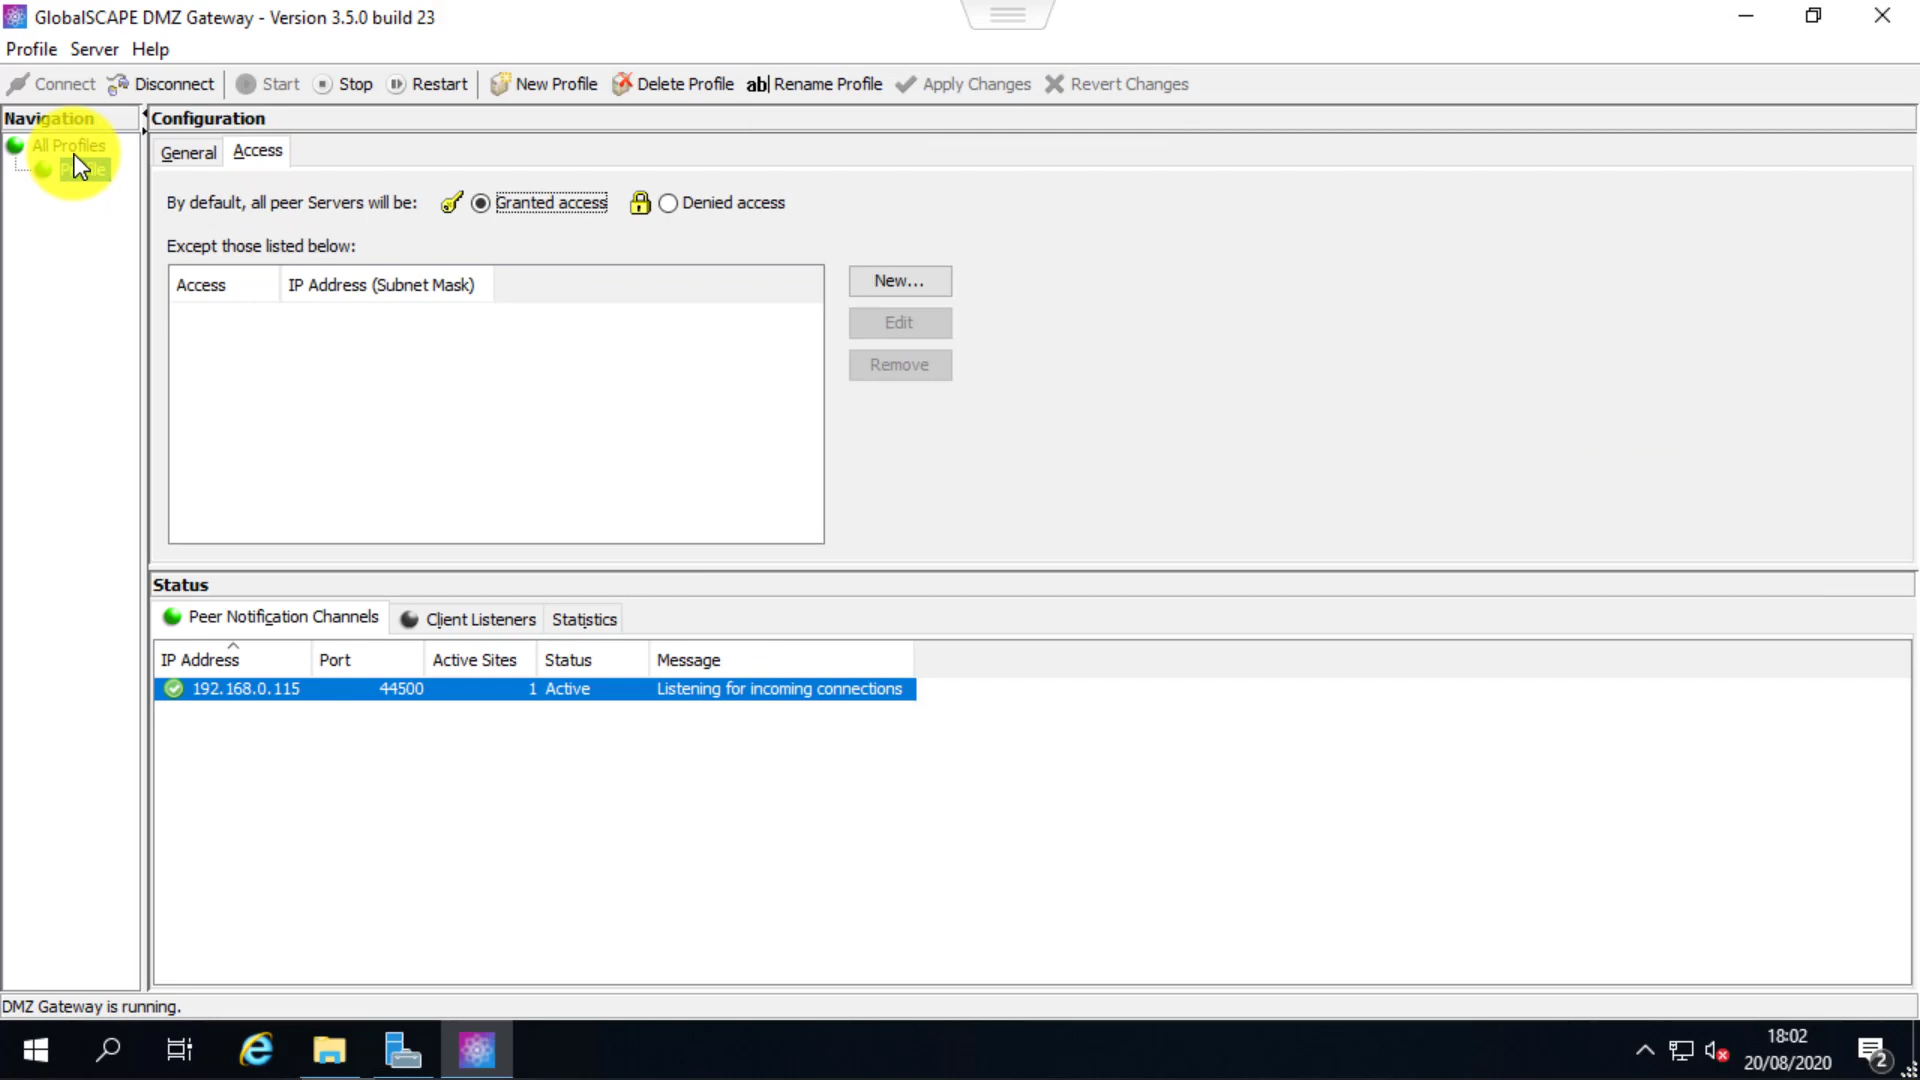 GlobalSCAPE DMZ Gateway - Version 3.5.0 build 23
Profile Server Help
Connect Disconnect Start Stop Restart New Profile Delete Profile ab| Rename Profile Apply Changes Revert Changes
Navigation
Configuration
All Profiles
General Access
By default, all peer Servers will be: Granted access Denied access
Except those listed below:
Access IP Address (Subnet Mask)
New...
Edit
Remove
Status
Peer Notification Channels Client Listeners Statistics
IP Address Port Active Sites Status Message
192.168.0.115 44500 1 Active Listening for incoming connections
DMZ Gateway is running.
18:02
20/08/2020
2